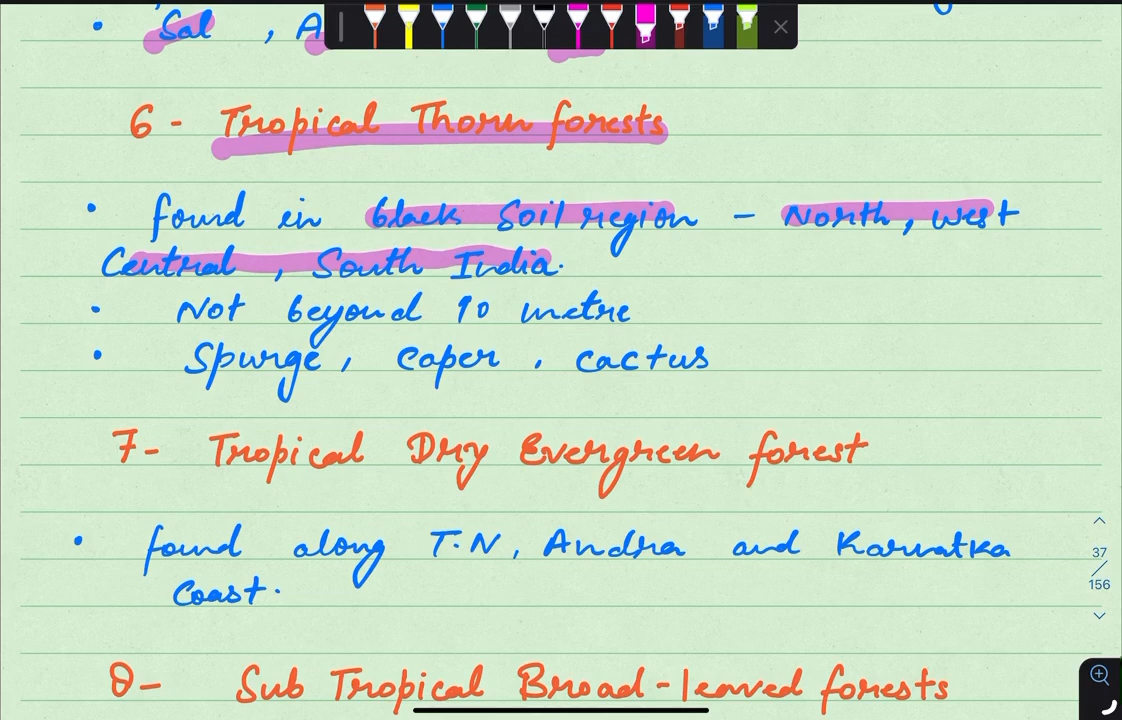 • Sal , A
6 - Tropical Thorn forests
• found in black Soil region - North, west
Central, South India.
• Not beyond 10 metre
• Spurge, caper, cactus
7- Tropical Dry Evergreen forest
• found along T.N, Andhra and Karnatka
Coast.
8- Sub Tropical Broad-leaved forests
37
156